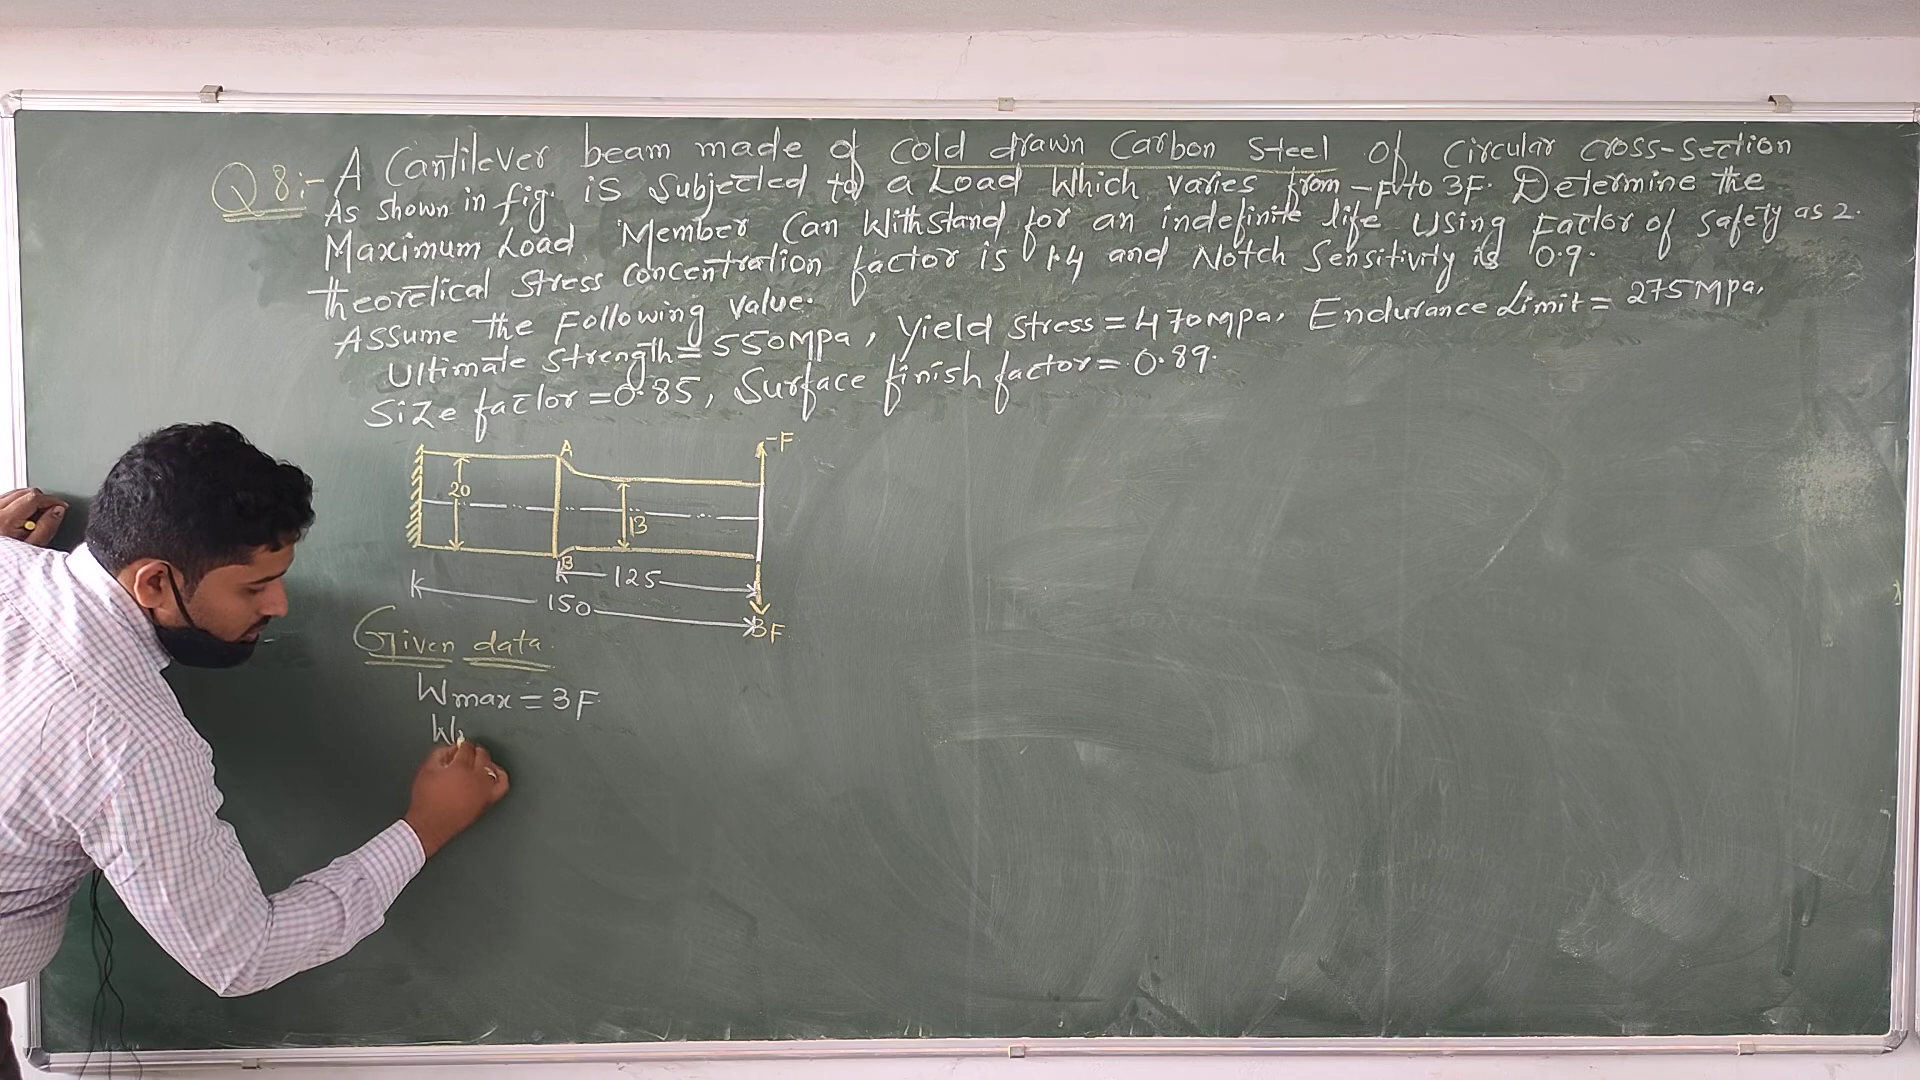 Q8:- A Cantilever beam made of cold drawn Carbon Steel of Circular cross-section
As shown in fig. is Subjected to a Load Which varies from -F to 3F. Determine the
Maximum Load Member Can Withstand for an indefinite life Using Factor of Safety as 2.
Theoretical Stress Concentration factor is 1.4 and Notch Sensitivity is 0.9.
Assume the Following value.
Ultimate Strength = 550MPa, Yield Stress = 470MPa, Endurance Limit = 275MPa,
Size factor = 0.85, Surface finish factor = 0.89.
A
-F
20
13
B
125
150
3F
Given data
Wmax = 3F
W